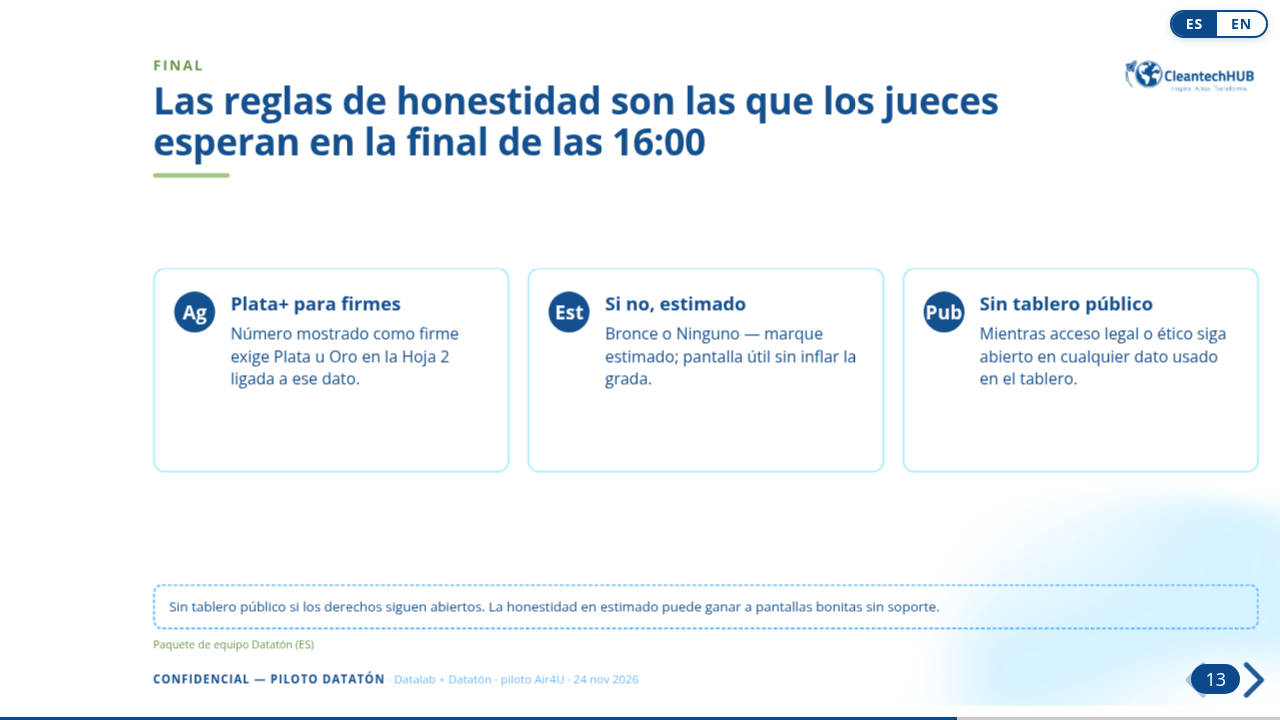 ES EN
FINAL
CleantechHUB
Inspira. Actúa. Transforma.
Las reglas de honestidad son las que los jueces
esperan en la final de las 16:00
Ag
Plata+ para firmes
Número mostrado como firme
exige Plata u Oro en la Hoja 2
ligada a ese dato.
Est
Si no, estimado
Bronce o Ninguno — marque
estimado; pantalla útil sin inflar la
grada.
Pub
Sin tablero público
Mientras acceso legal o ético siga
abierto en cualquier dato usado
en el tablero.
Sin tablero público si los derechos siguen abiertos. La honestidad en estimado puede ganar a pantallas bonitas sin soporte.
Paquete de equipo Datatón (ES)
CONFIDENCIAL — PILOTO DATATÓN · Datalab + Datatón · piloto Air4U · 24 nov 2026
13